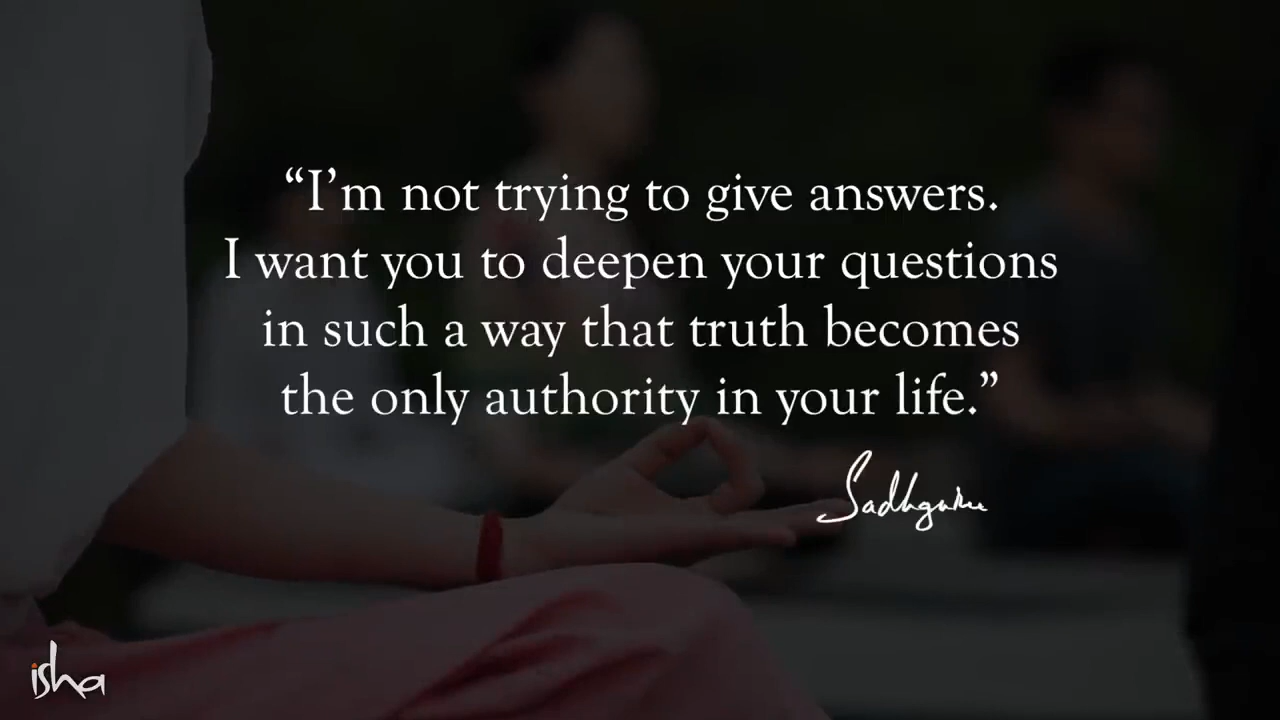 “I’m not trying to give answers.
I want you to deepen your questions
in such a way that truth becomes
the only authority in your life.”
Sadhguru
isha